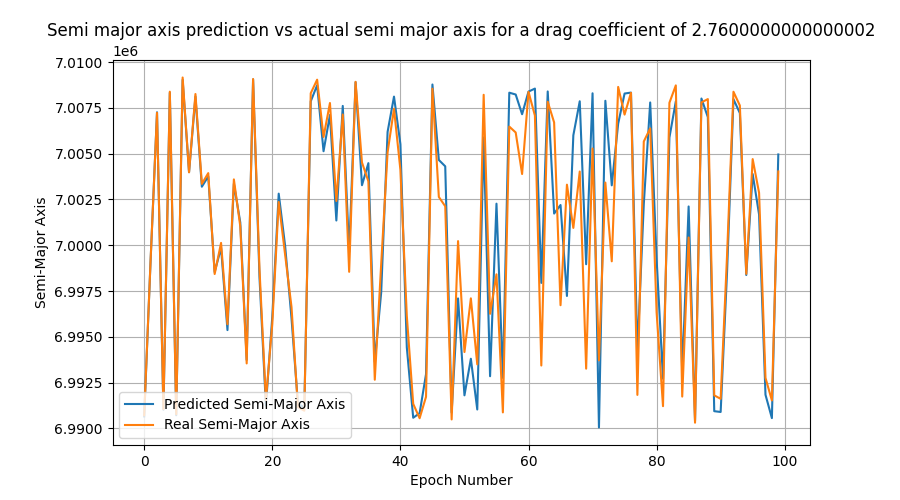 Semi major axis prediction vs actual semi major axis for a drag coefficient of 2.7600000000000002
1e6
7.0100
7.0075
7.0050
7.0025
7.0000
6.9975
6.9950
6.9925
6.9900
Semi-Major Axis
Predicted Semi-Major Axis
Real Semi-Major Axis
0 20 40 60 80 100
Epoch Number